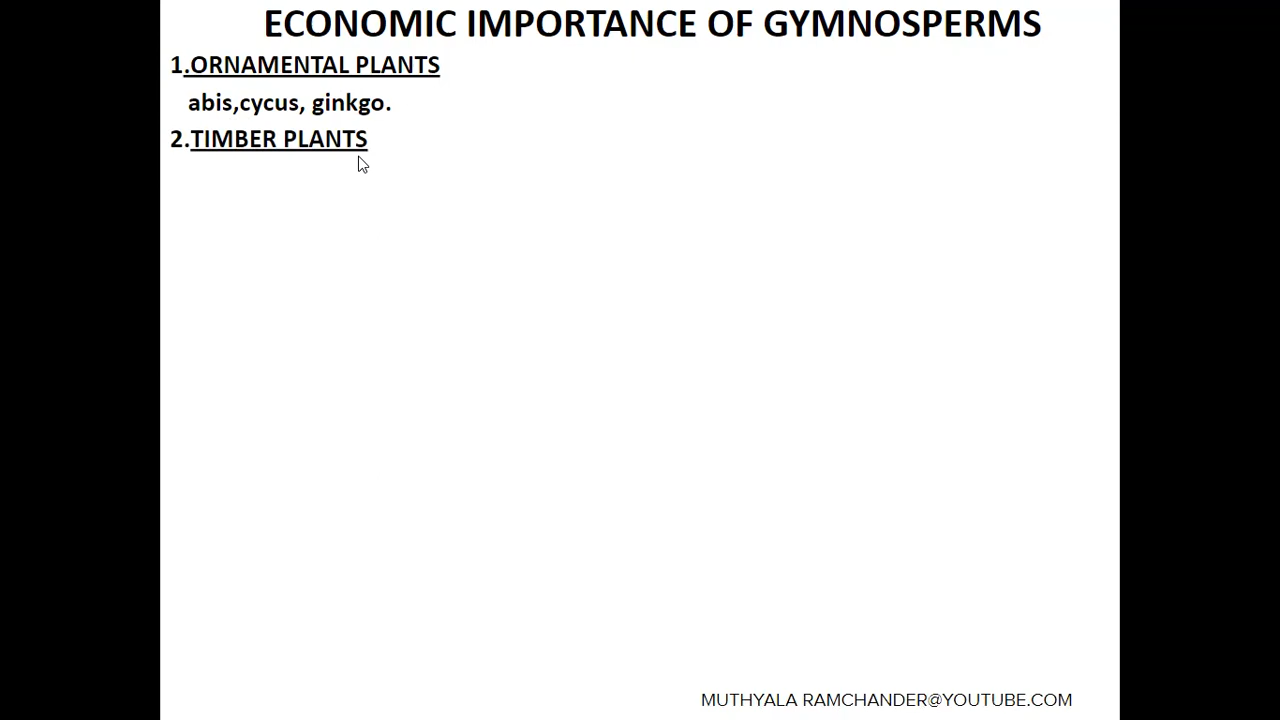 ECONOMIC IMPORTANCE OF GYMNOSPERMS
1.ORNAMENTAL PLANTS
abis,cycus, ginkgo.
2.TIMBER PLANTS
MUTHYALA RAMCHANDER@YOUTUBE.COM